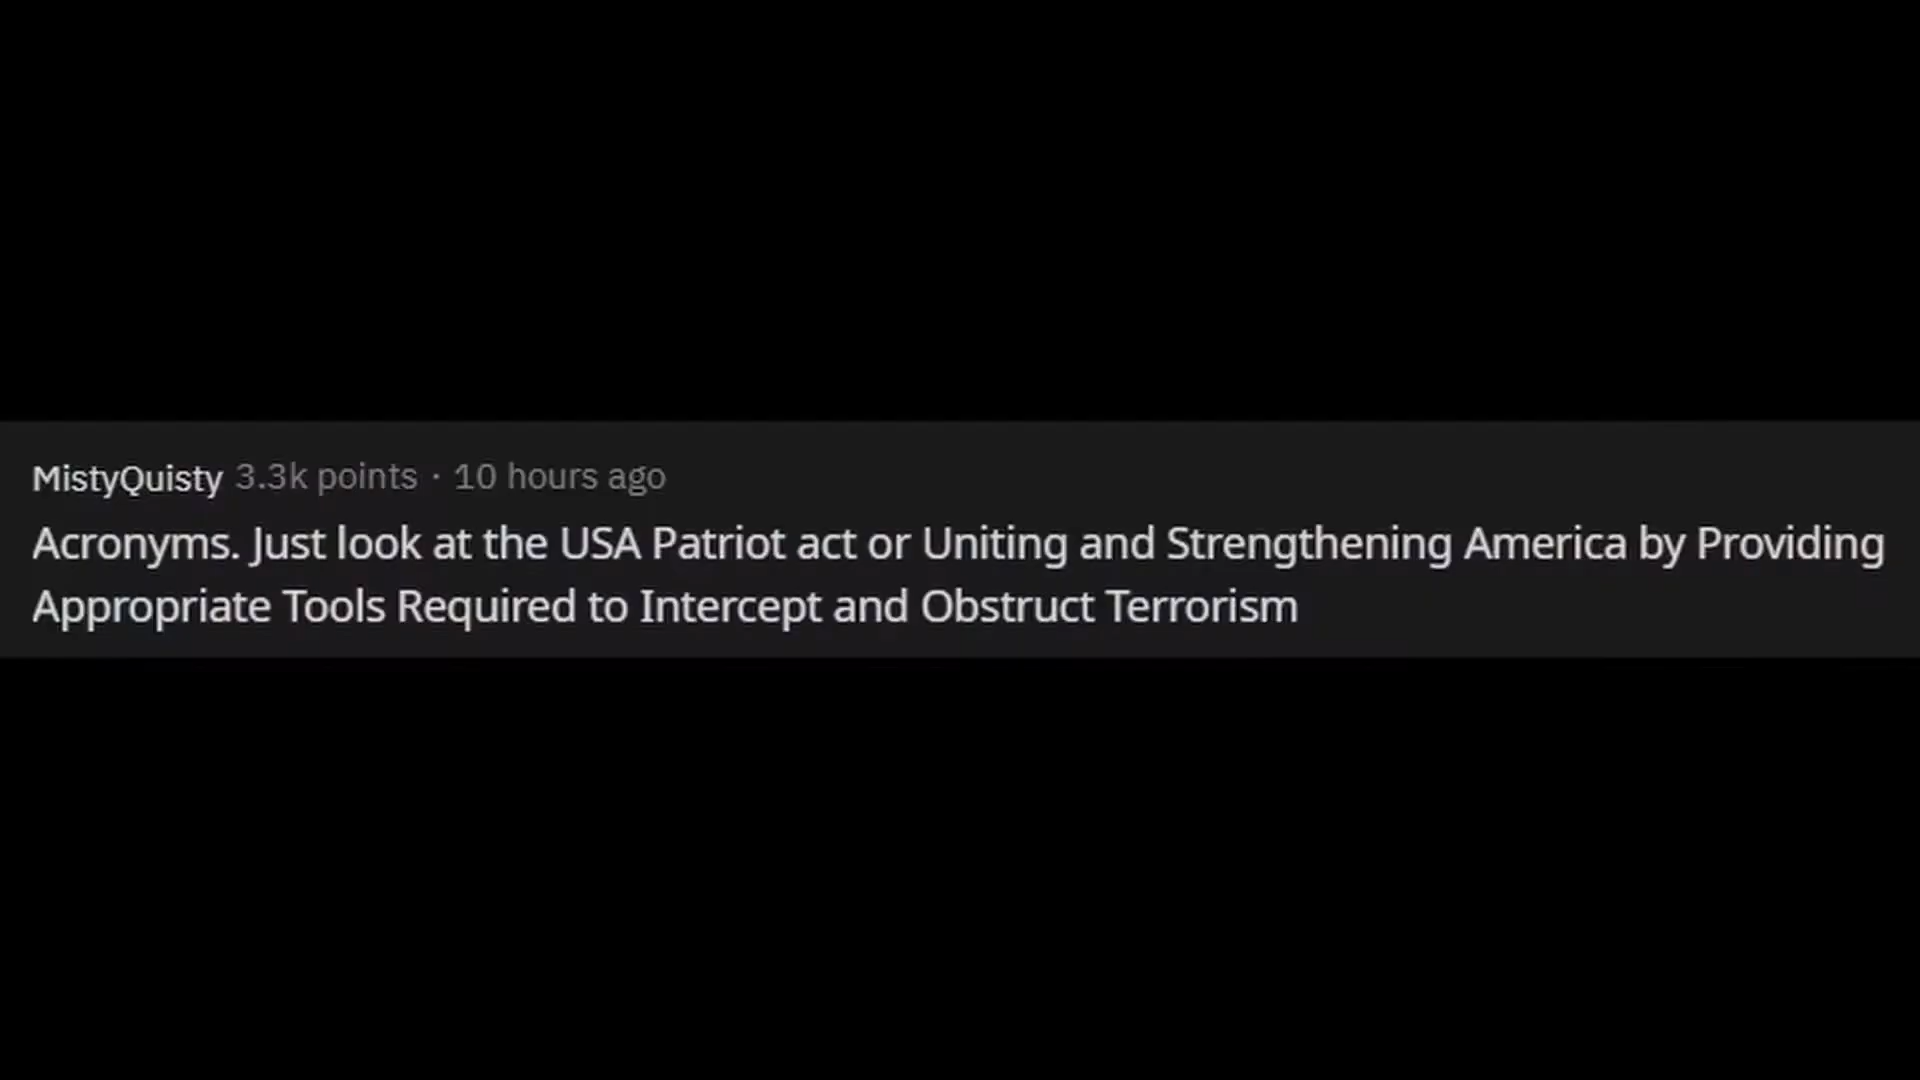 MistyQuisty 3.3k points · 10 hours ago
Acronyms. Just look at the USA Patriot act or Uniting and Strengthening America by Providing
Appropriate Tools Required to Intercept and Obstruct Terrorism